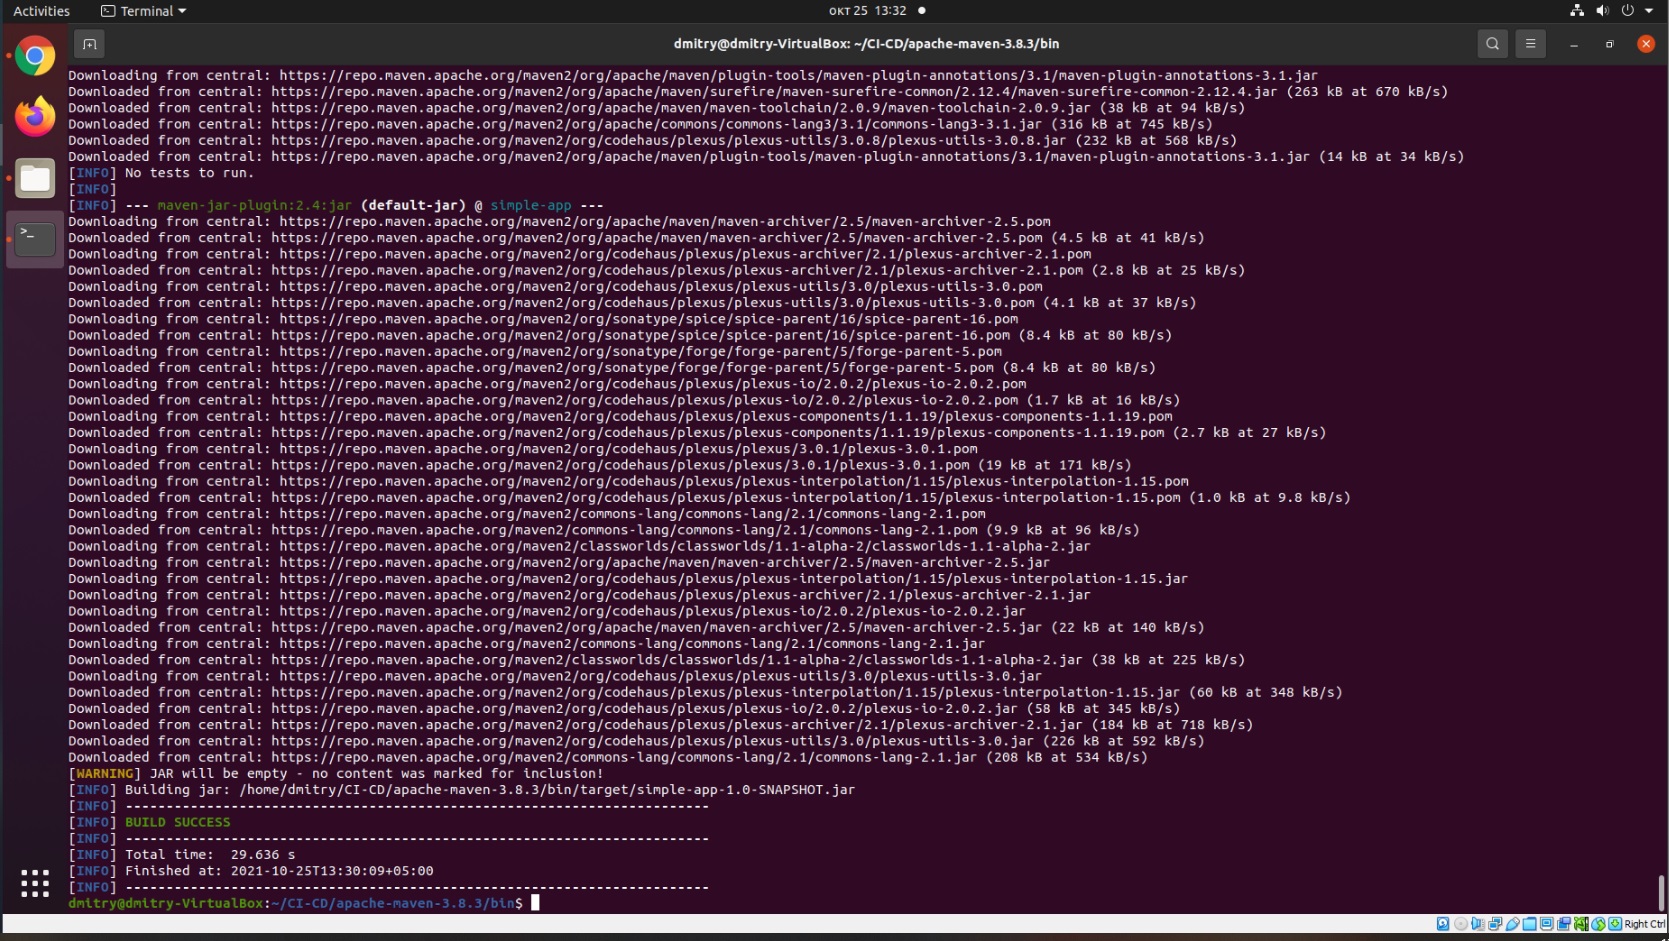 Activities
Terminal
окт 25 13:32
dmitry@dmitry-VirtualBox: ~/CI-CD/apache-maven-3.8.3/bin
Downloading from central: https://repo.maven.apache.org/maven2/org/apache/maven/plugin-tools/maven-plugin-annotations/3.1/maven-plugin-annotations-3.1.jar
Downloaded from central: https://repo.maven.apache.org/maven2/org/apache/maven/surefire/maven-surefire-common/2.12.4/maven-surefire-common-2.12.4.jar (263 kB at 670 kB/s)
Downloaded from central: https://repo.maven.apache.org/maven2/org/apache/maven/maven-toolchain/2.0.9/maven-toolchain-2.0.9.jar (38 kB at 94 kB/s)
Downloaded from central: https://repo.maven.apache.org/maven2/org/apache/commons/commons-lang3/3.1/commons-lang3-3.1.jar (316 kB at 745 kB/s)
Downloaded from central: https://repo.maven.apache.org/maven2/org/codehaus/plexus/plexus-utils/3.0.8/plexus-utils-3.0.8.jar (232 kB at 568 kB/s)
Downloaded from central: https://repo.maven.apache.org/maven2/org/apache/maven/plugin-tools/maven-plugin-annotations/3.1/maven-plugin-annotations-3.1.jar (14 kB at 34 kB/s)
[INFO] No tests to run.
[INFO]
[INFO] --- maven-jar-plugin:2.4:jar (default-jar) @ simple-app ---
Downloading from central: https://repo.maven.apache.org/maven2/org/apache/maven/maven-archiver/2.5/maven-archiver-2.5.pom
Downloaded from central: https://repo.maven.apache.org/maven2/org/apache/maven/maven-archiver/2.5/maven-archiver-2.5.pom (4.5 kB at 41 kB/s)
Downloading from central: https://repo.maven.apache.org/maven2/org/codehaus/plexus/plexus-archiver/2.1/plexus-archiver-2.1.pom
Downloaded from central: https://repo.maven.apache.org/maven2/org/codehaus/plexus/plexus-archiver/2.1/plexus-archiver-2.1.pom (2.8 kB at 25 kB/s)
Downloading from central: https://repo.maven.apache.org/maven2/org/codehaus/plexus/plexus-utils/3.0/plexus-utils-3.0.pom
Downloaded from central: https://repo.maven.apache.org/maven2/org/codehaus/plexus/plexus-utils/3.0/plexus-utils-3.0.pom (4.1 kB at 37 kB/s)
Downloading from central: https://repo.maven.apache.org/maven2/org/sonatype/spice/spice-parent/16/spice-parent-16.pom
Downloaded from central: https://repo.maven.apache.org/maven2/org/sonatype/spice/spice-parent/16/spice-parent-16.pom (8.4 kB at 80 kB/s)
Downloading from central: https://repo.maven.apache.org/maven2/org/sonatype/forge/forge-parent/5/forge-parent-5.pom
Downloaded from central: https://repo.maven.apache.org/maven2/org/sonatype/forge/forge-parent/5/forge-parent-5.pom (8.4 kB at 80 kB/s)
Downloading from central: https://repo.maven.apache.org/maven2/org/codehaus/plexus/plexus-io/2.0.2/plexus-io-2.0.2.pom
Downloaded from central: https://repo.maven.apache.org/maven2/org/codehaus/plexus/plexus-io/2.0.2/plexus-io-2.0.2.pom (1.7 kB at 16 kB/s)
Downloading from central: https://repo.maven.apache.org/maven2/org/codehaus/plexus/plexus-components/1.1.19/plexus-components-1.1.19.pom
Downloaded from central: https://repo.maven.apache.org/maven2/org/codehaus/plexus/plexus-components/1.1.19/plexus-components-1.1.19.pom (2.7 kB at 27 kB/s)
Downloading from central: https://repo.maven.apache.org/maven2/org/codehaus/plexus/plexus/3.0.1/plexus-3.0.1.pom
Downloaded from central: https://repo.maven.apache.org/maven2/org/codehaus/plexus/plexus/3.0.1/plexus-3.0.1.pom (19 kB at 171 kB/s)
Downloading from central: https://repo.maven.apache.org/maven2/org/codehaus/plexus/plexus-interpolation/1.15/plexus-interpolation-1.15.pom
Downloaded from central: https://repo.maven.apache.org/maven2/org/codehaus/plexus/plexus-interpolation/1.15/plexus-interpolation-1.15.pom (1.0 kB at 9.8 kB/s)
Downloading from central: https://repo.maven.apache.org/maven2/commons-lang/commons-lang/2.1/commons-lang-2.1.pom
Downloaded from central: https://repo.maven.apache.org/maven2/commons-lang/commons-lang/2.1/commons-lang-2.1.pom (9.9 kB at 96 kB/s)
Downloading from central: https://repo.maven.apache.org/maven2/classworlds/classworlds/1.1-alpha-2/classworlds-1.1-alpha-2.jar
Downloading from central: https://repo.maven.apache.org/maven2/org/apache/maven/maven-archiver/2.5/maven-archiver-2.5.jar
Downloading from central: https://repo.maven.apache.org/maven2/org/codehaus/plexus/plexus-interpolation/1.15/plexus-interpolation-1.15.jar
Downloading from central: https://repo.maven.apache.org/maven2/org/codehaus/plexus/plexus-archiver/2.1/plexus-archiver-2.1.jar
Downloading from central: https://repo.maven.apache.org/maven2/org/codehaus/plexus/plexus-io/2.0.2/plexus-io-2.0.2.jar
Downloaded from central: https://repo.maven.apache.org/maven2/org/apache/maven/maven-archiver/2.5/maven-archiver-2.5.jar (22 kB at 140 kB/s)
Downloading from central: https://repo.maven.apache.org/maven2/commons-lang/commons-lang/2.1/commons-lang-2.1.jar
Downloaded from central: https://repo.maven.apache.org/maven2/classworlds/classworlds/1.1-alpha-2/classworlds-1.1-alpha-2.jar (38 kB at 225 kB/s)
Downloading from central: https://repo.maven.apache.org/maven2/org/codehaus/plexus/plexus-utils/3.0/plexus-utils-3.0.jar
Downloaded from central: https://repo.maven.apache.org/maven2/org/codehaus/plexus/plexus-interpolation/1.15/plexus-interpolation-1.15.jar (60 kB at 348 kB/s)
Downloaded from central: https://repo.maven.apache.org/maven2/org/codehaus/plexus/plexus-io/2.0.2/plexus-io-2.0.2.jar (58 kB at 345 kB/s)
Downloaded from central: https://repo.maven.apache.org/maven2/org/codehaus/plexus/plexus-archiver/2.1/plexus-archiver-2.1.jar (184 kB at 718 kB/s)
Downloaded from central: https://repo.maven.apache.org/maven2/org/codehaus/plexus/plexus-utils/3.0/plexus-utils-3.0.jar (226 kB at 592 kB/s)
Downloaded from central: https://repo.maven.apache.org/maven2/commons-lang/commons-lang/2.1/commons-lang-2.1.jar (208 kB at 534 kB/s)
[WARNING] JAR will be empty - no content was marked for inclusion!
[INFO] Building jar: /home/dmitry/CI-CD/apache-maven-3.8.3/bin/target/simple-app-1.0-SNAPSHOT.jar
[INFO] ------------------------------------------------------------------------
[INFO] BUILD SUCCESS
[INFO] ------------------------------------------------------------------------
[INFO] Total time:  29.636 s
[INFO] Finished at: 2021-10-25T13:30:09+05:00
[INFO] ------------------------------------------------------------------------
dmitry@dmitry-VirtualBox:~/CI-CD/apache-maven-3.8.3/bin$
Right Ctrl